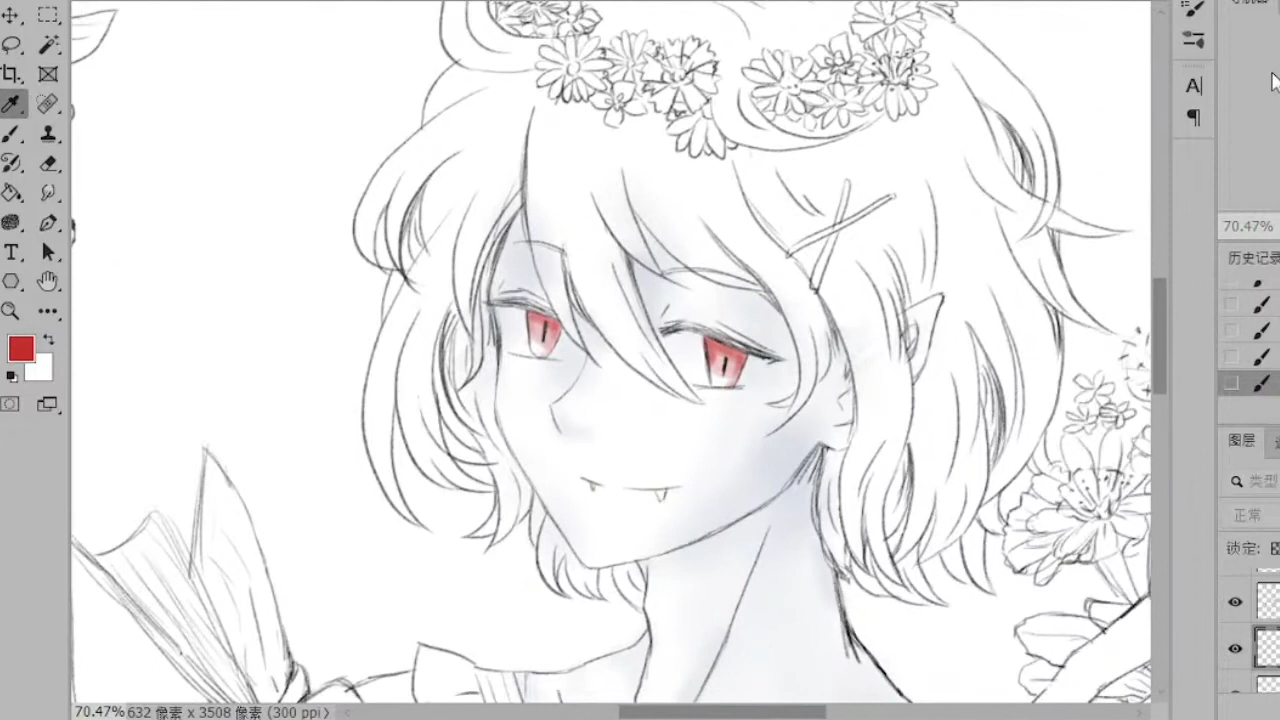 70.47%
历史记录
图层
类型
正常
锁定:
70.47% 632 像素 x 3508 像素 (300 ppi)